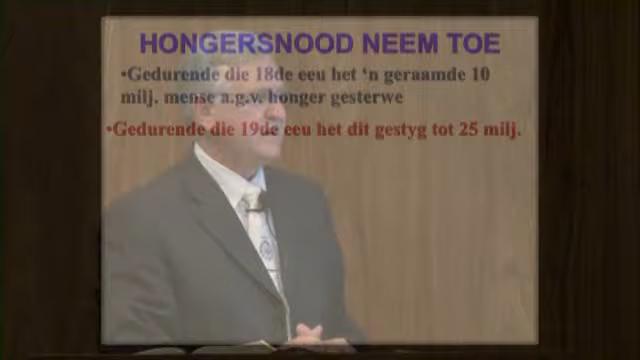 HONGERSNOOD NEEM TOE
•Gedurende die 18de eeu het ‘n geraamde 10
milj. mense a.g.v. honger gesterwe
•Gedurende die 19de eeu het dit gestyg tot 25 milj.